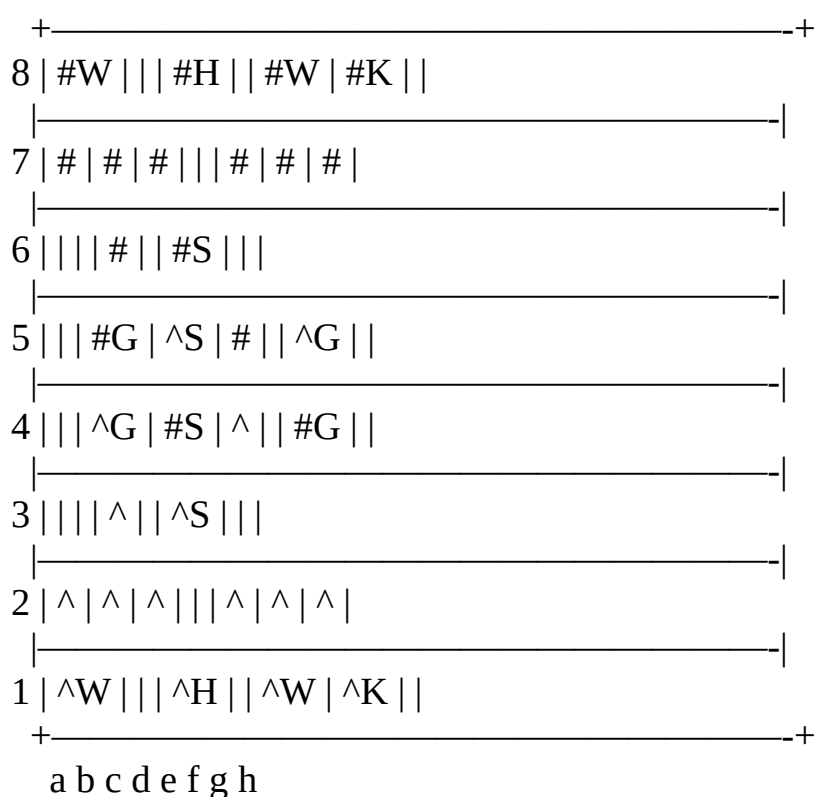 +———————————————————-+
8 | #W | | | #H | | #W | #K | |
|———————————————————-|
7 | # | # | # | | | # | # | # |
|———————————————————-|
6 | | | | # | | #S | | |
|———————————————————-|
5 | | | #G | ^S | # | | ^G | |
|———————————————————-|
4 | | | ^G | #S | ^ | | #G | |
|———————————————————-|
3 | | | | ^ | | ^S | | |
|———————————————————-|
2 | ^ | ^ | ^ | | | ^ | ^ | ^ |
|———————————————————-|
1 | ^W | | | ^H | | ^W | ^K | |
+———————————————————-+
a b c d e f g h